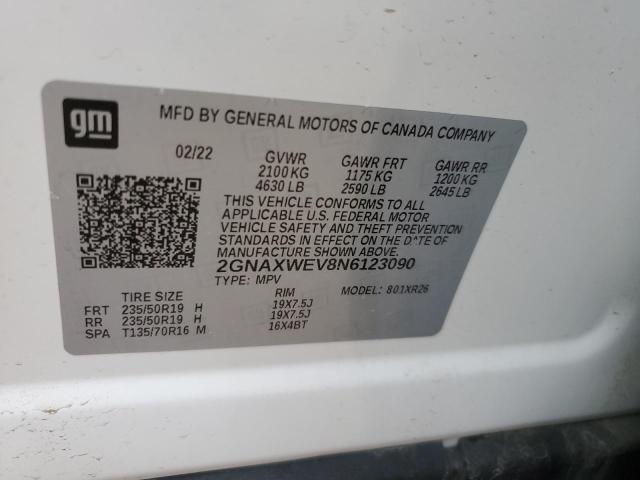 gm
MFD BY GENERAL MOTORS OF CANADA COMPANY
02/22 GVWR GAWR FRT GAWR RR
2100 KG 1175 KG 1200 KG
4630 LB 2590 LB 2645 LB
THIS VEHICLE CONFORMS TO ALL
APPLICABLE U.S. FEDERAL MOTOR
VEHICLE SAFETY AND THEFT PREVENTION
STANDARDS IN EFFECT ON THE D^TE OF
MANUFACTURE SHOWN ABOVE.
2GNAXWEV8N6123090
TYPE: MPV MODEL: 801XR26
TIRE SIZE RIM
FRT 235/50R19 H 19X7.5J
RR 235/50R19 H 19X7.5J
SPA T135/70R16 M 16X4BT